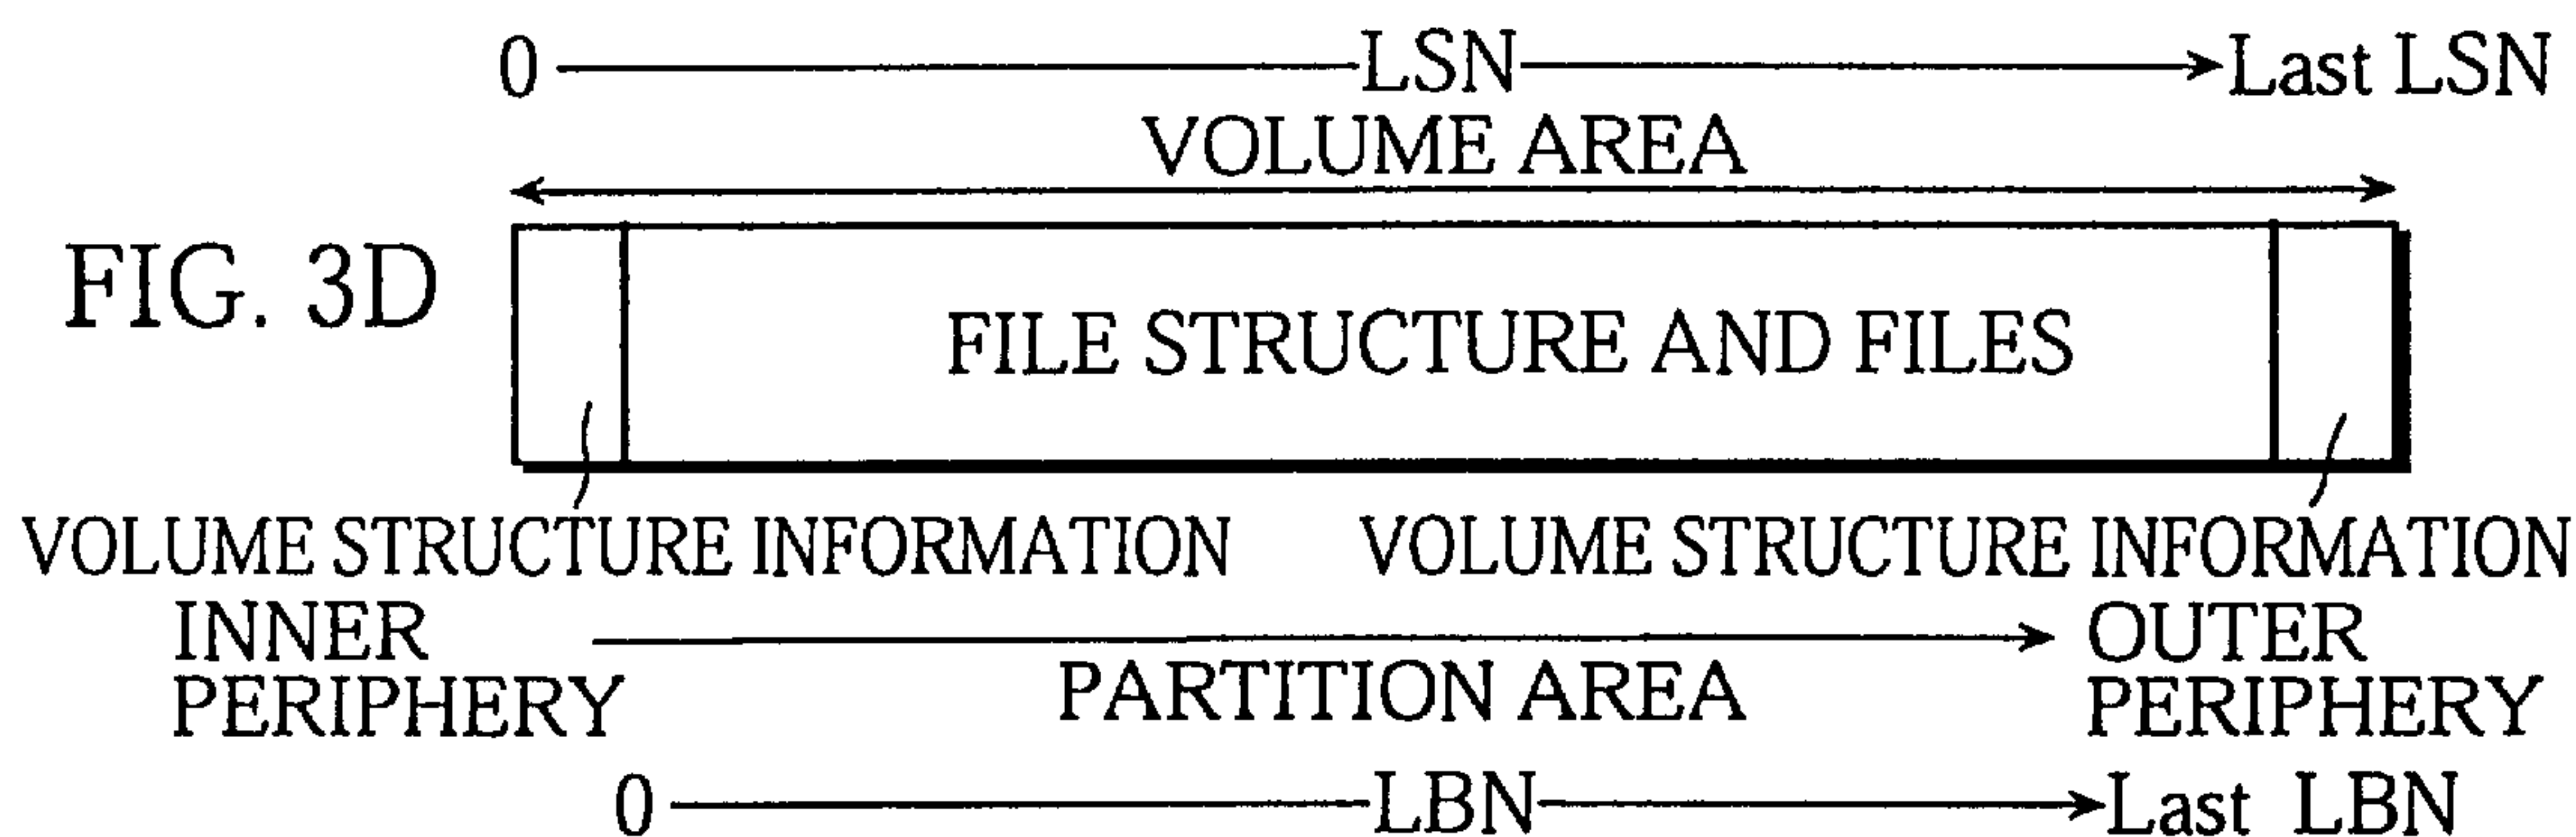 0 LSN Last LSN
VOLUME AREA
FIG. 3D
FILE STRUCTURE AND FILES
VOLUME STRUCTURE INFORMATION VOLUME STRUCTURE INFORMATION
INNER PERIPHERY
OUTER PERIPHERY
PARTITION AREA
0 LBN Last LBN